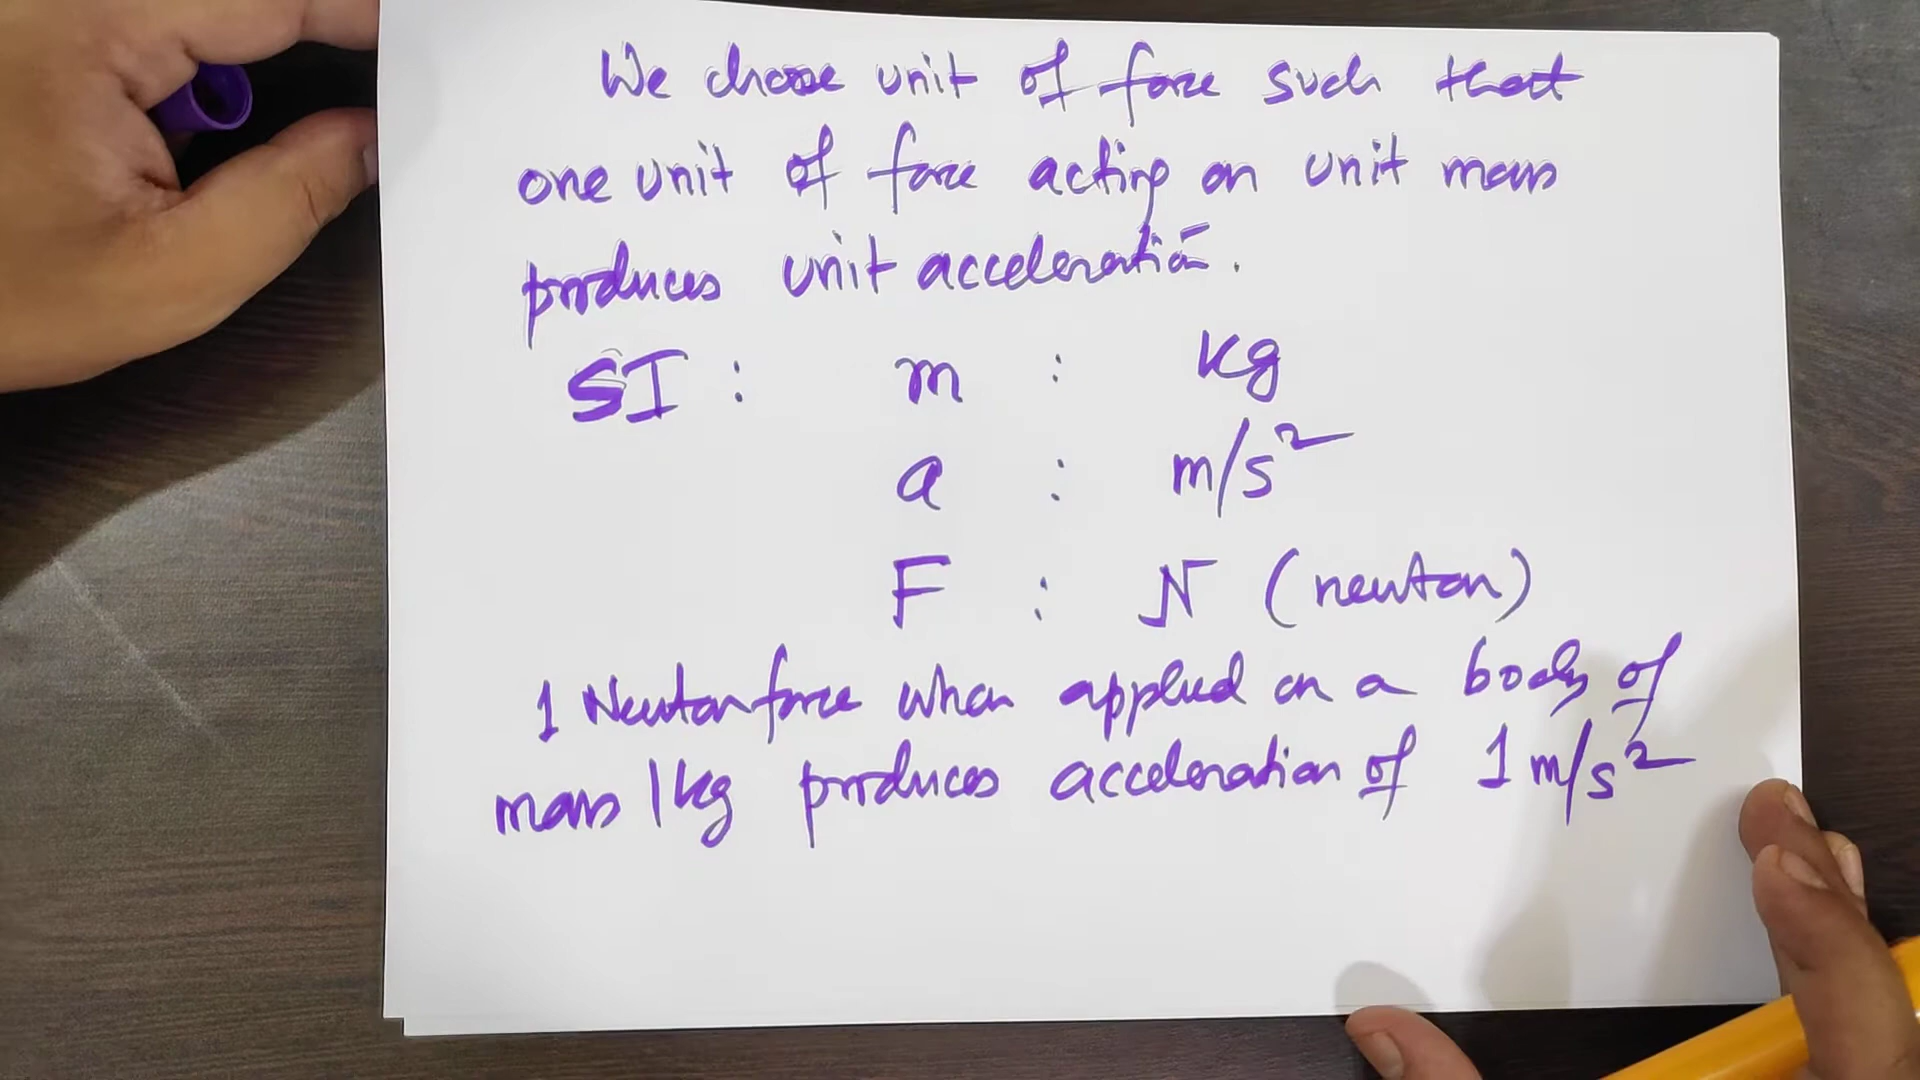 We choose unit of force such that
one unit of force acting on unit mass
produces unit acceleration.
SI : m : kg
a : m/s²
F : N (newton)
1 Newton force when applied on a body of
mass 1kg produces acceleration of 1 m/s²